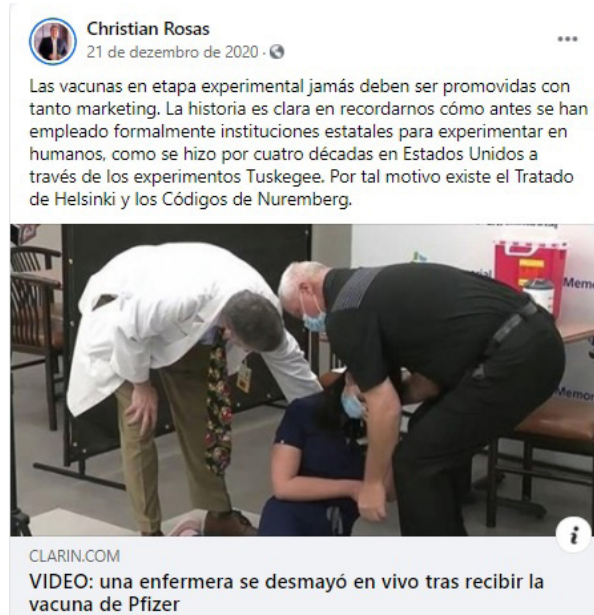 Christian Rosas
21 de dezembro de 2020 ·
Las vacunas en etapa experimental jamás deben ser promovidas con
tanto marketing. La historia es clara en recordarnos cómo antes se han
empleado formalmente instituciones estatales para experimentar en
humanos, como se hizo por cuatro décadas en Estados Unidos a
través de los experimentos Tuskegee. Por tal motivo existe el Tratado
de Helsinki y los Códigos de Nuremberg.
Mem
Memor
CLARIN.COM
VIDEO: una enfermera se desmayó en vivo tras recibir la
vacuna de Pfizer